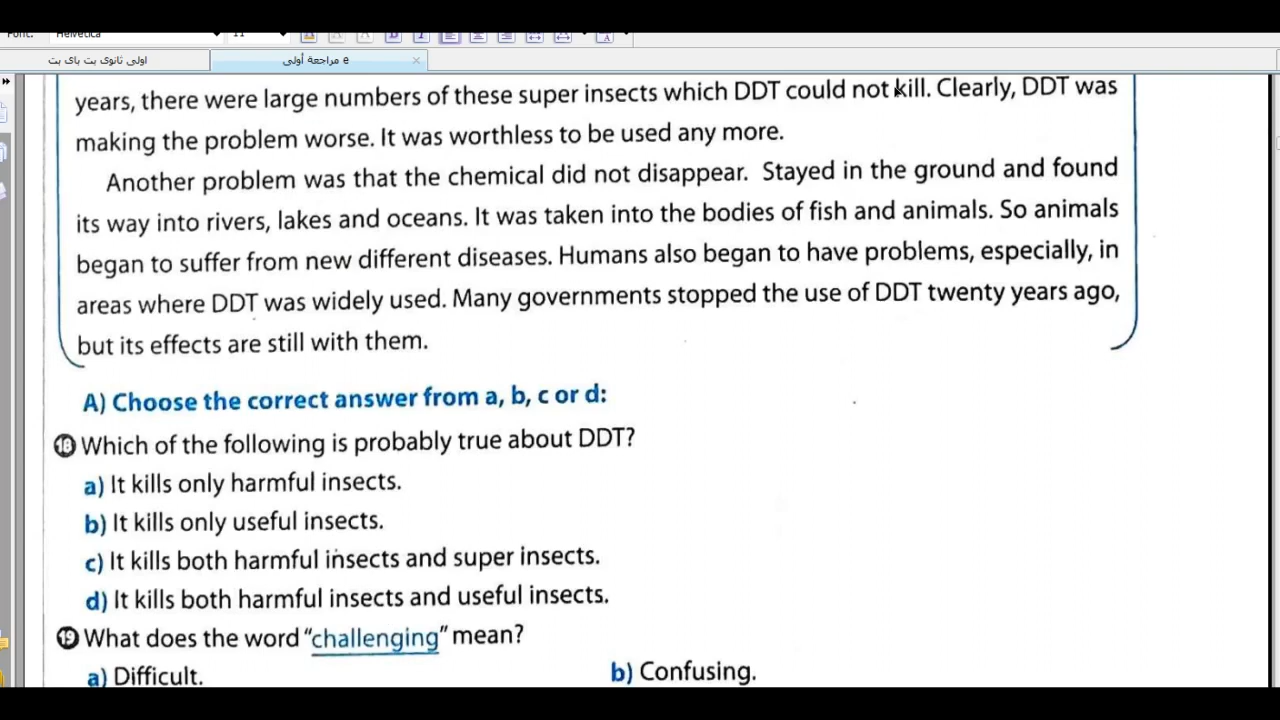 Font: Helvetica 11
اولى ثانوى بت باى بت
مراجعة أولى e
years, there were large numbers of these super insects which DDT could not kill. Clearly, DDT was
making the problem worse. It was worthless to be used any more.
Another problem was that the chemical did not disappear. Stayed in the ground and found
its way into rivers, lakes and oceans. It was taken into the bodies of fish and animals. So animals
began to suffer from new different diseases. Humans also began to have problems, especially, in
areas where DDT was widely used. Many governments stopped the use of DDT twenty years ago,
but its effects are still with them.
A) Choose the correct answer from a, b, c or d:
18 Which of the following is probably true about DDT?
a) It kills only harmful insects.
b) It kills only useful insects.
c) It kills both harmful insects and super insects.
d) It kills both harmful insects and useful insects.
19 What does the word “challenging” mean?
a) Difficult. b) Confusing.